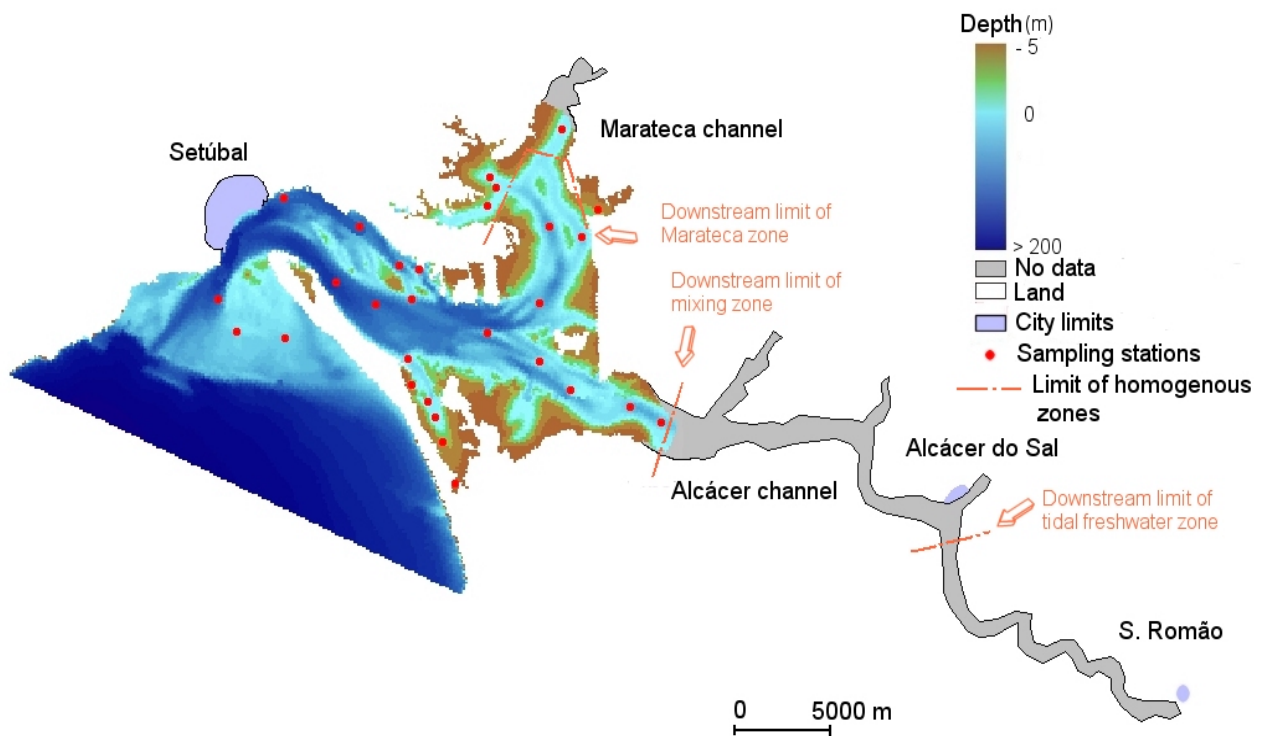 Depth (m)
- 5
0
> 200
No data
Land
City limits
Sampling stations
Limit of homogenous
zones
Setúbal
Marateca channel
Downstream limit of
Marateca zone
Downstream limit of
mixing zone
Alcácer channel
Alcácer do Sal
Downstream limit of
tidal freshwater zone
S. Romão
0 5000 m